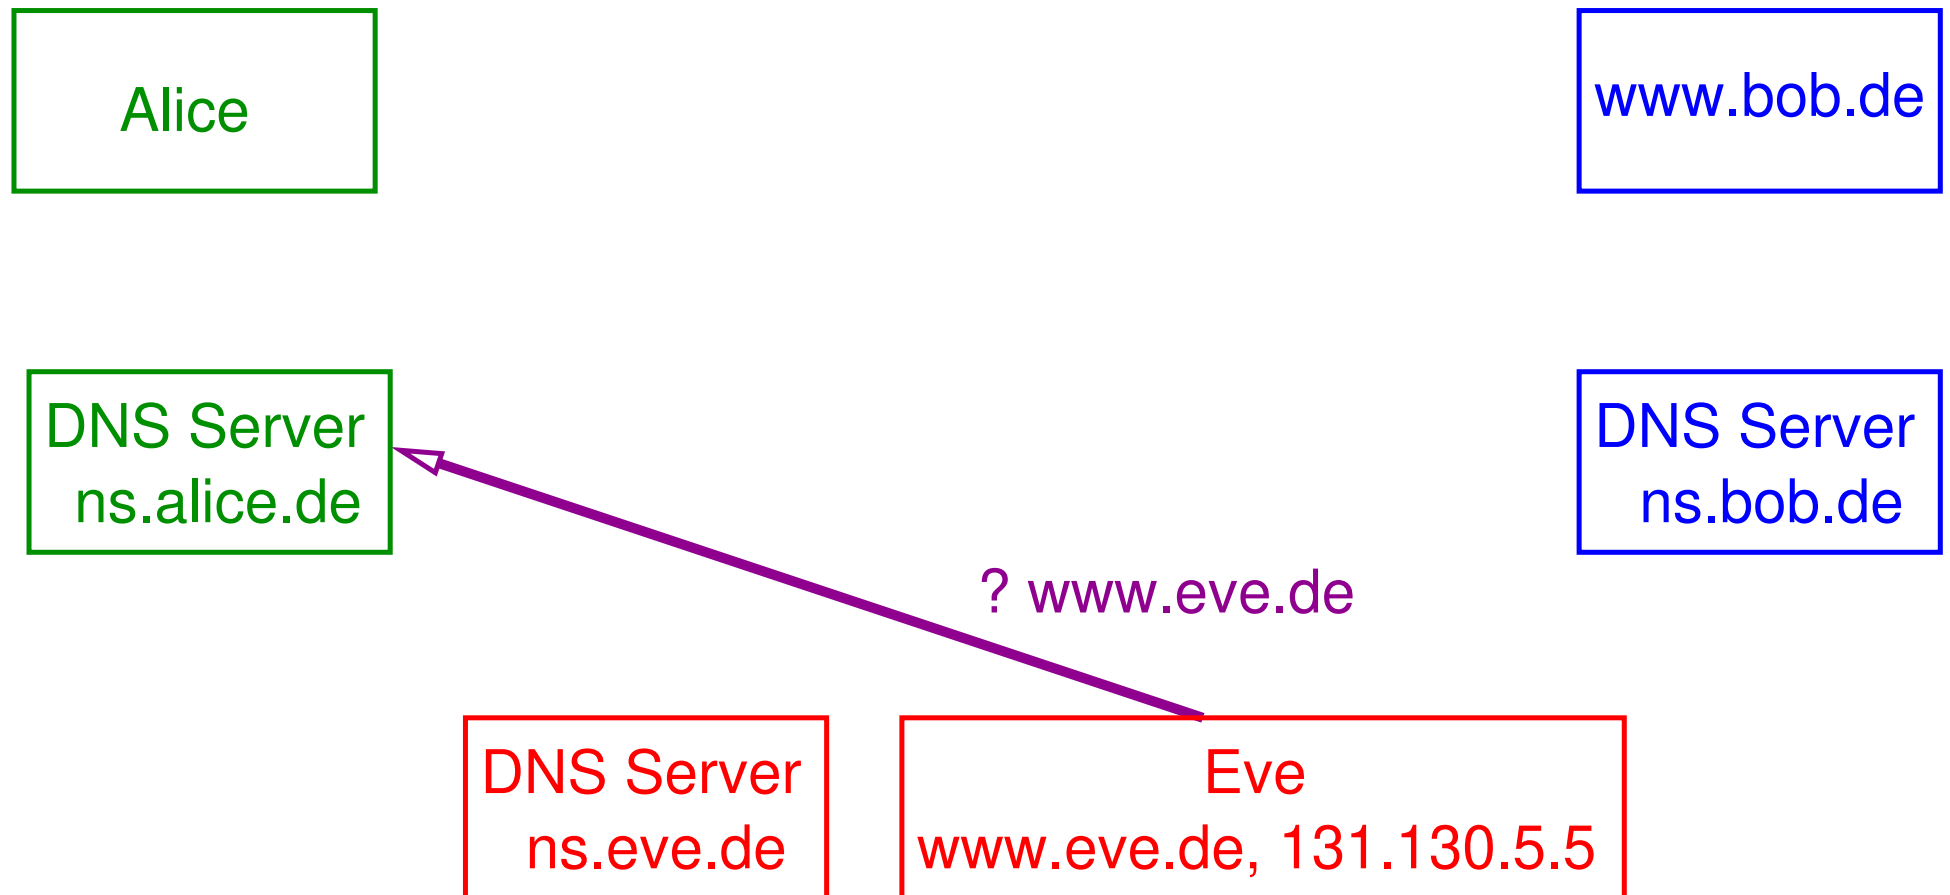 Alice
www.bob.de
DNS Server
ns.alice.de
DNS Server
ns.bob.de
? www.eve.de
DNS Server
ns.eve.de
Eve
www.eve.de, 131.130.5.5